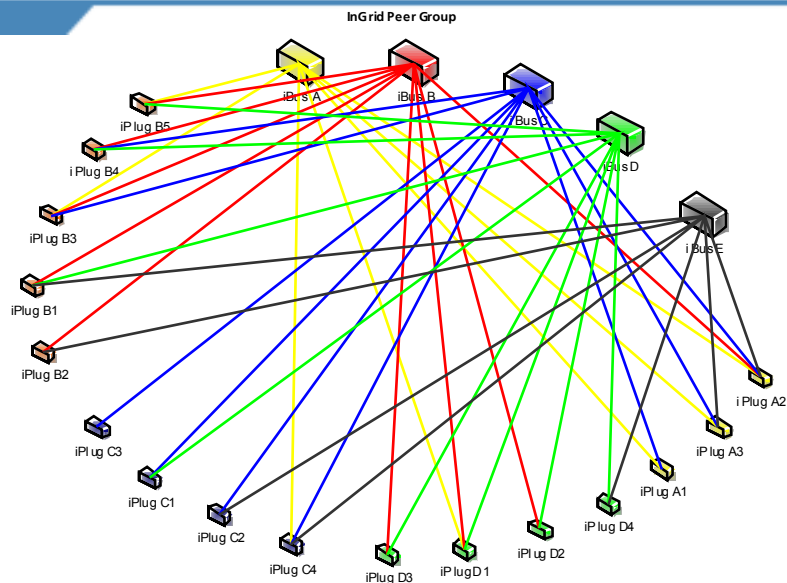 InGrid Peer Group
iBus A
iBus B
iBus C
iBus D
iBus E
iPlug B5
iPlug B4
iPlug B3
iPlug B1
iPlug B2
iPlug C3
iPlug C1
iPlug C2
iPlug C4
iPlug D3
iPlug D1
iPlug D2
iPlug D4
iPlug A1
iPlug A3
iPlug A2